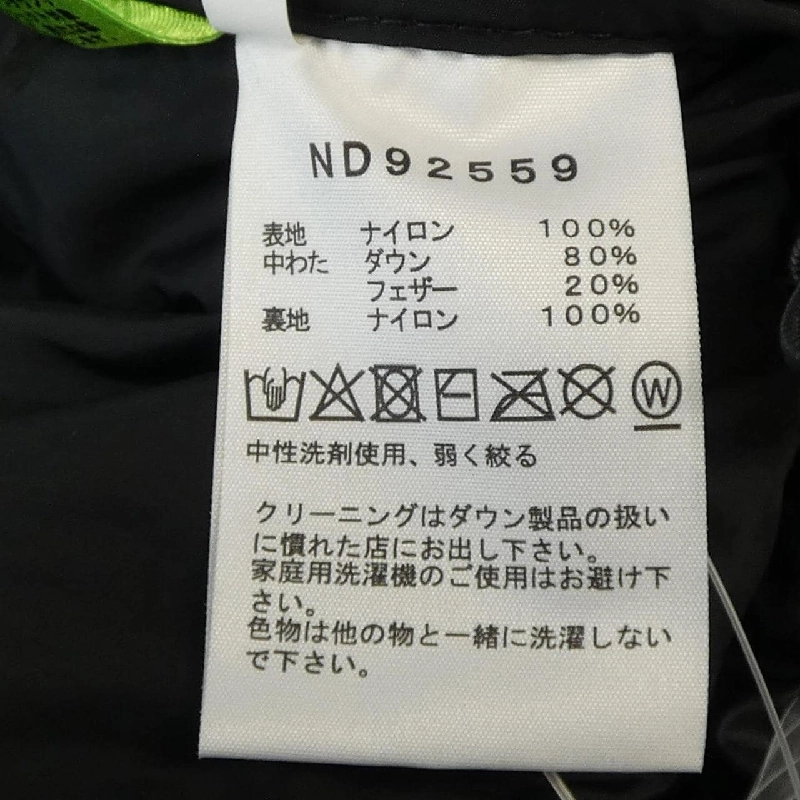 ND92559
表地 ナイロン 100%
中わた ダウン 80%
フェザー 20%
裏地 ナイロン 100%
W
中性洗剤使用、弱く絞る
クリーニングはダウン製品の扱い
に慣れた店にお出し下さい。
家庭用洗濯機のご使用はお避け下
さい。
色物は他の物と一緒に洗濯しない
で下さい。